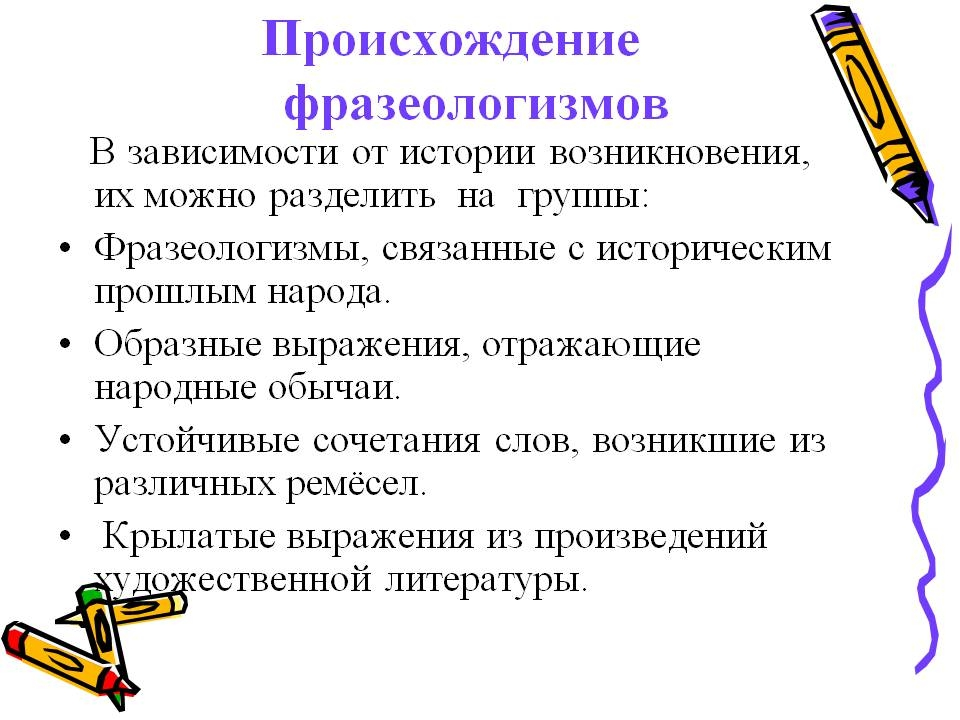 Происхождение
фразеологизмов
В зависимости от истории возникновения,
их можно разделить на группы:
• Фразеологизмы, связанные с историческим
прошлым народа.
• Образные выражения, отражающие
народные обычаи.
• Устойчивые сочетания слов, возникшие из
различных ремёсел.
• Крылатые выражения из произведений
художественной литературы.